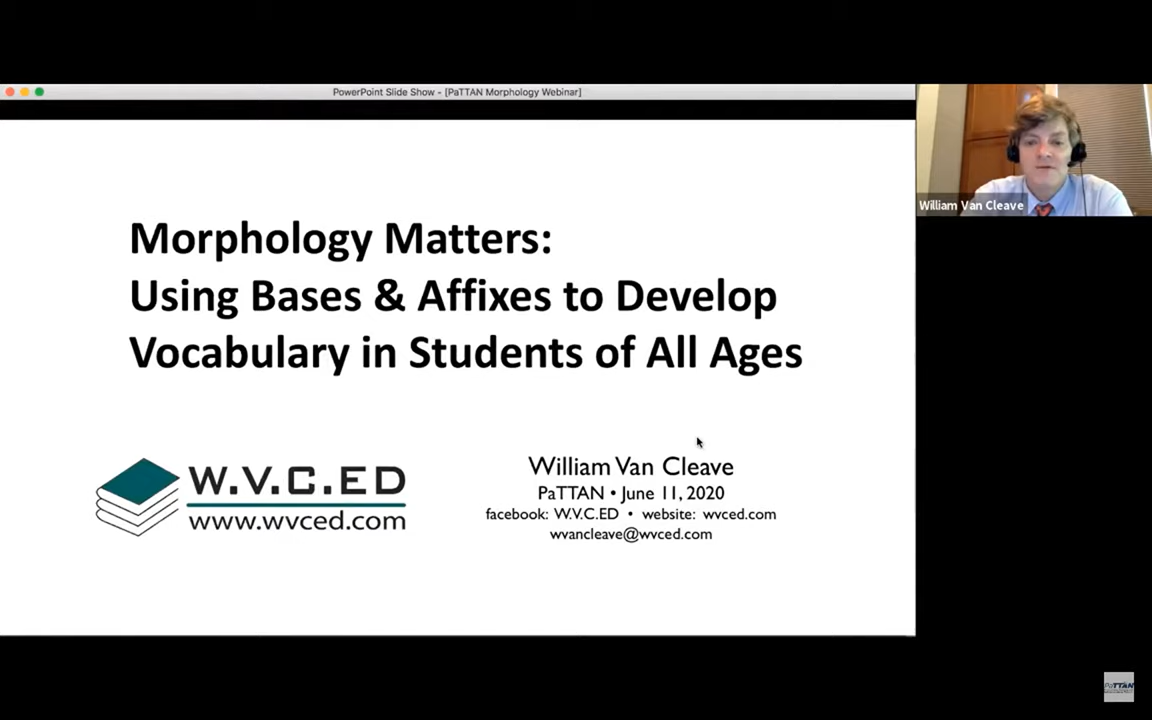 PowerPoint Slide Show - [PaTTAN Morphology Webinar]
William Van Cleave
Morphology Matters:
Using Bases & Affixes to Develop
Vocabulary in Students of All Ages
W.V.C.ED
www.wvced.com
William Van Cleave
PaTTAN • June 11, 2020
facebook: W.V.C.ED • website: wvced.com
wvancleave@wvced.com
PaTTAN